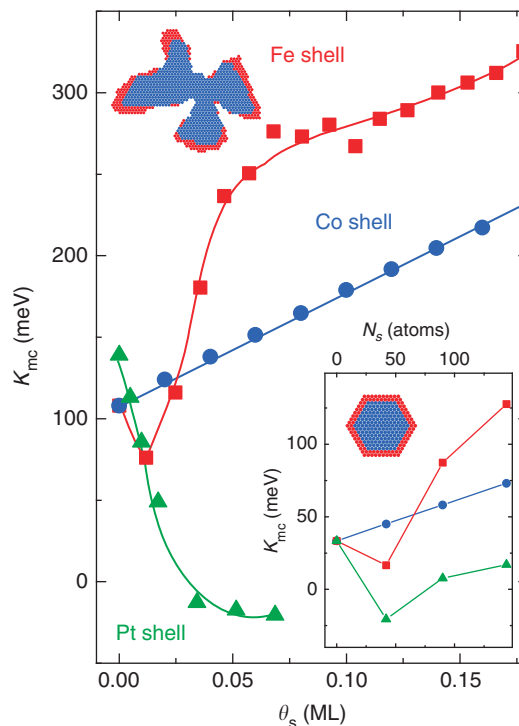 Fe shell
Co shell
Pt shell
K_mc (meV)
300
200
100
0
0.00
0.05
0.10
0.15
θ_s (ML)
N_s (atoms)
0
50
100
K_mc (meV)
100
50
0